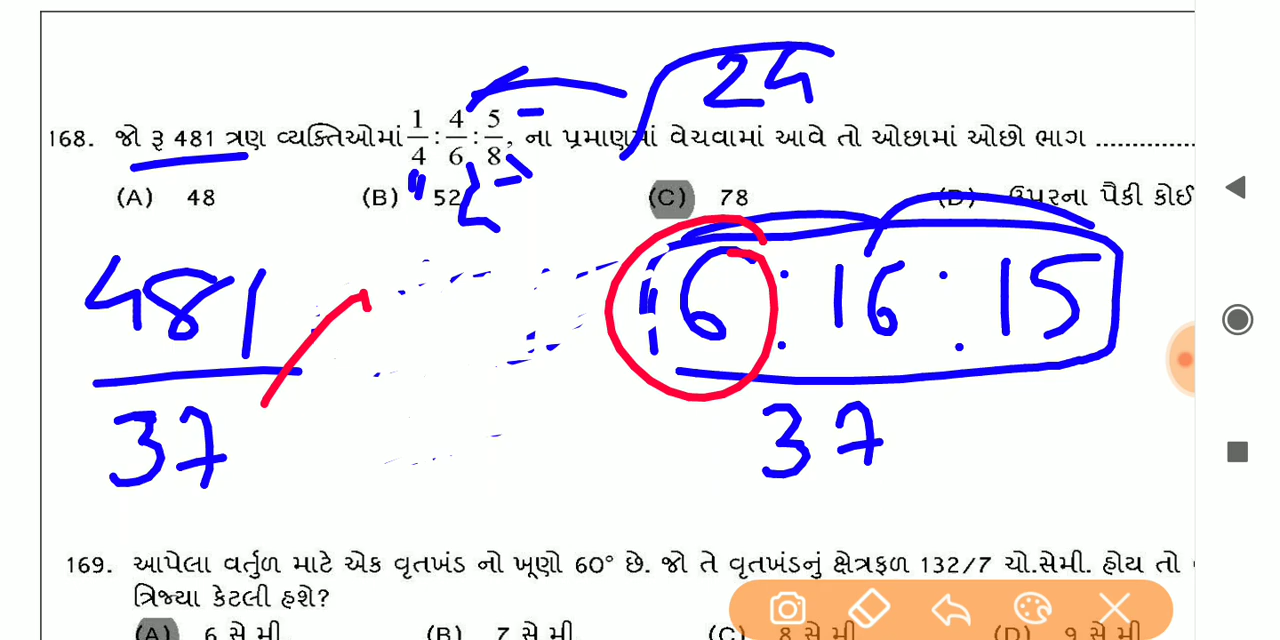 24
168. જો રૂ 481 ત્રણ વ્યક્તિઓમાં 1/4 : 4/6 : 5/8, ના પ્રમાણમાં વેચવામાં આવે તો ઓછામાં ઓછો ભાગ ..............
(A) 48 (B) 52 (C) 78 (D) ઉપરના પૈકી કોઈ
481 6 : 16 : 15
37 37
169. આપેલા વર્તુળ માટે એક વૃતખંડ નો ખૂણો 60° છે. જો તે વૃતખંડનું ક્ષેત્રફળ 132/7 ચો.સેમી. હોય તો
ત્રિજ્યા કેટલી હશે?
(A) 6 સે મી. (B) 7 સે મી. (C) 8 સે મી (D) 9 સે મી